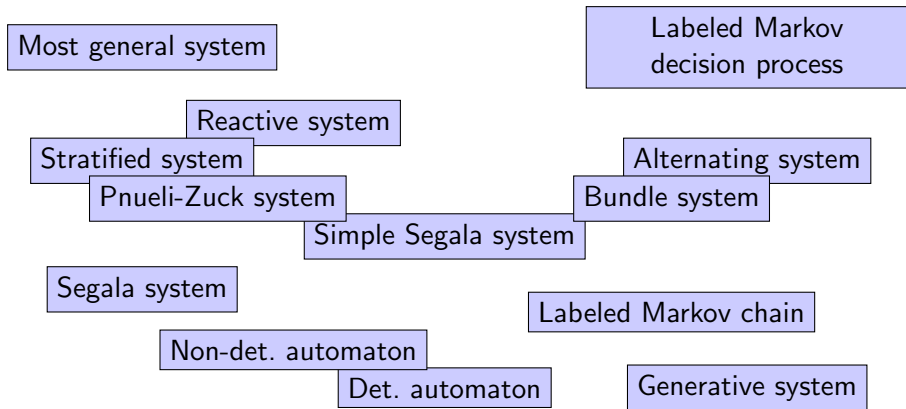 Most general system
Labeled Markov
decision process
Reactive system
Stratified system
Alternating system
Pnueli-Zuck system
Bundle system
Simple Segala system
Segala system
Labeled Markov chain
Non-det. automaton
Det. automaton
Generative system